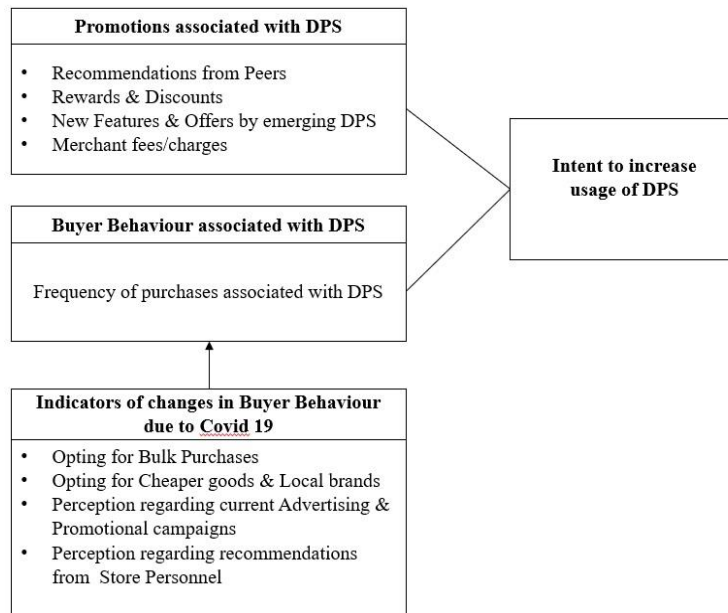 Promotions associated with DPS
• Recommendations from Peers
• Rewards & Discounts
• New Features & Offers by emerging DPS
• Merchant fees/charges
Intent to increase
usage of DPS
Buyer Behaviour associated with DPS
Frequency of purchases associated with DPS
Indicators of changes in Buyer Behaviour
due to Covid 19
• Opting for Bulk Purchases
• Opting for Cheaper goods & Local brands
• Perception regarding current Advertising &
Promotional campaigns
• Perception regarding recommendations
from Store Personnel